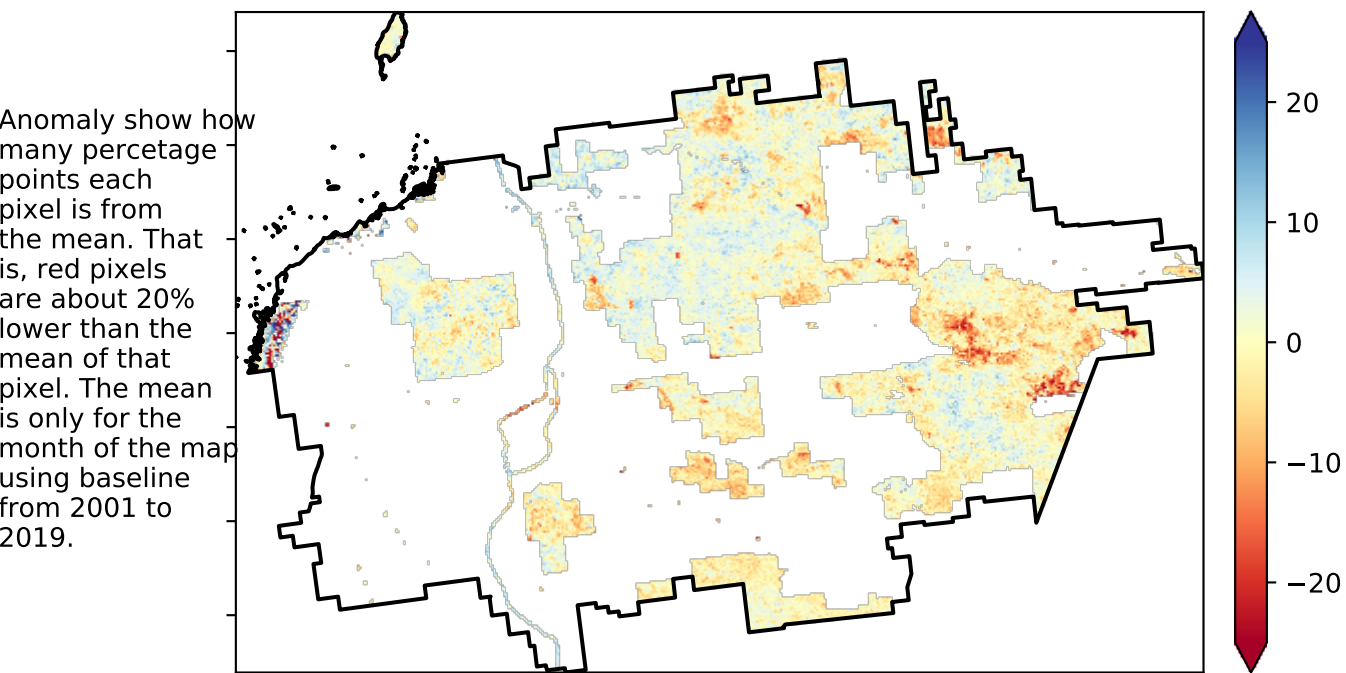 Anomaly show how
many percetage
points each
pixel is from
the mean. That
is, red pixels
are about 20%
lower than the
mean of that
pixel. The mean
is only for the
month of the map
using baseline
from 2001 to
2019.
20
10
0
−10
−20